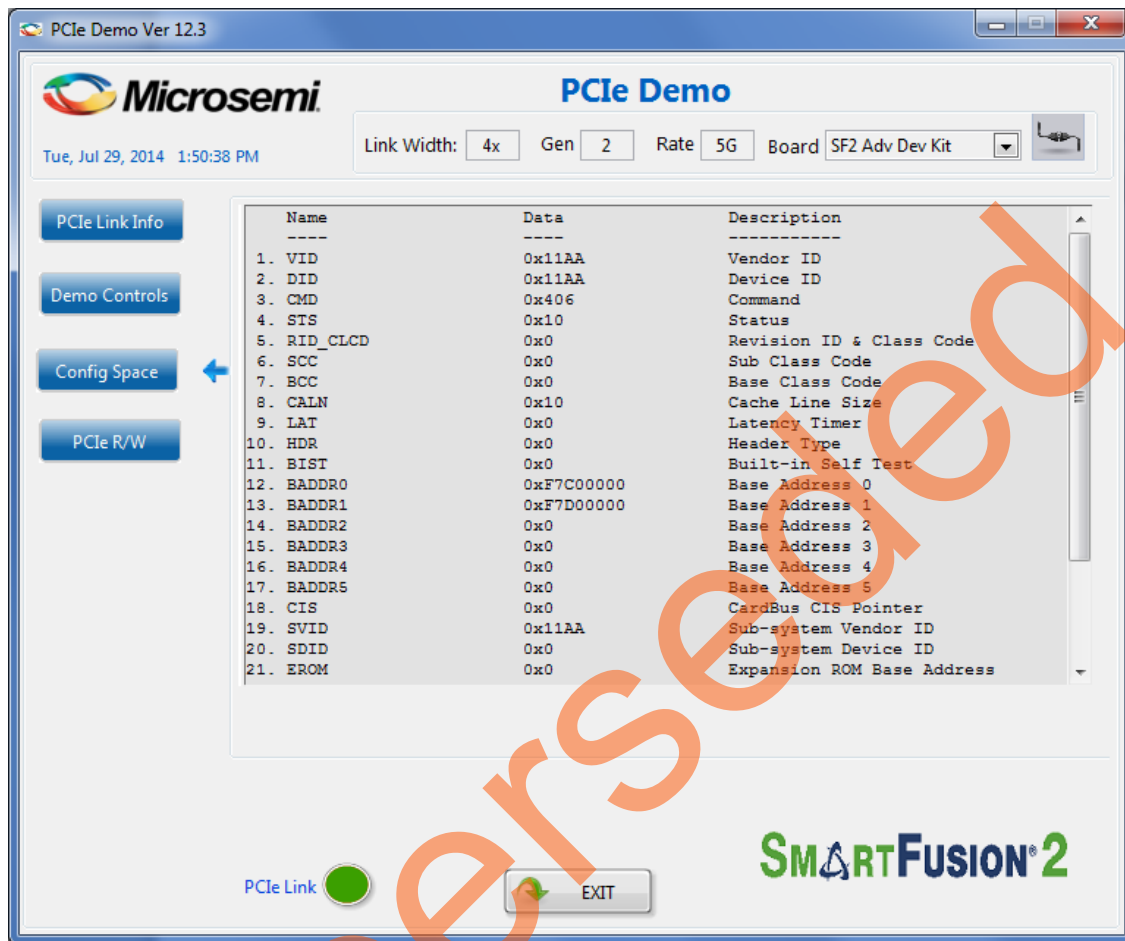 PCIe Demo Ver 12.3
Microsemi.
PCIe Demo
Tue, Jul 29, 2014 1:50:38 PM
Link Width: 4x Gen 2 Rate 5G Board SF2 Adv Dev Kit
PCIe Link Info
Demo Controls
Config Space
PCIe R/W
Name Data Description
---- ---- -----------
1. VID 0x11AA Vendor ID
2. DID 0x11AA Device ID
3. CMD 0x406 Command
4. STS 0x10 Status
5. RID_CLCD 0x0 Revision ID & Class Code
6. SCC 0x0 Sub Class Code
7. BCC 0x0 Base Class Code
8. CALN 0x10 Cache Line Size
9. LAT 0x0 Latency Timer
10. HDR 0x0 Header Type
11. BIST 0x0 Built-in Self Test
12. BADDR0 0xF7C00000 Base Address 0
13. BADDR1 0xF7D00000 Base Address 1
14. BADDR2 0x0 Base Address 2
15. BADDR3 0x0 Base Address 3
16. BADDR4 0x0 Base Address 4
17. BADDR5 0x0 Base Address 5
18. CIS 0x0 CardBus CIS Pointer
19. SVID 0x11AA Sub-system Vendor ID
20. SDID 0x0 Sub-system Device ID
21. EROM 0x0 Expansion ROM Base Address
SMARTFUSION®2
PCIe Link
EXIT
erseded